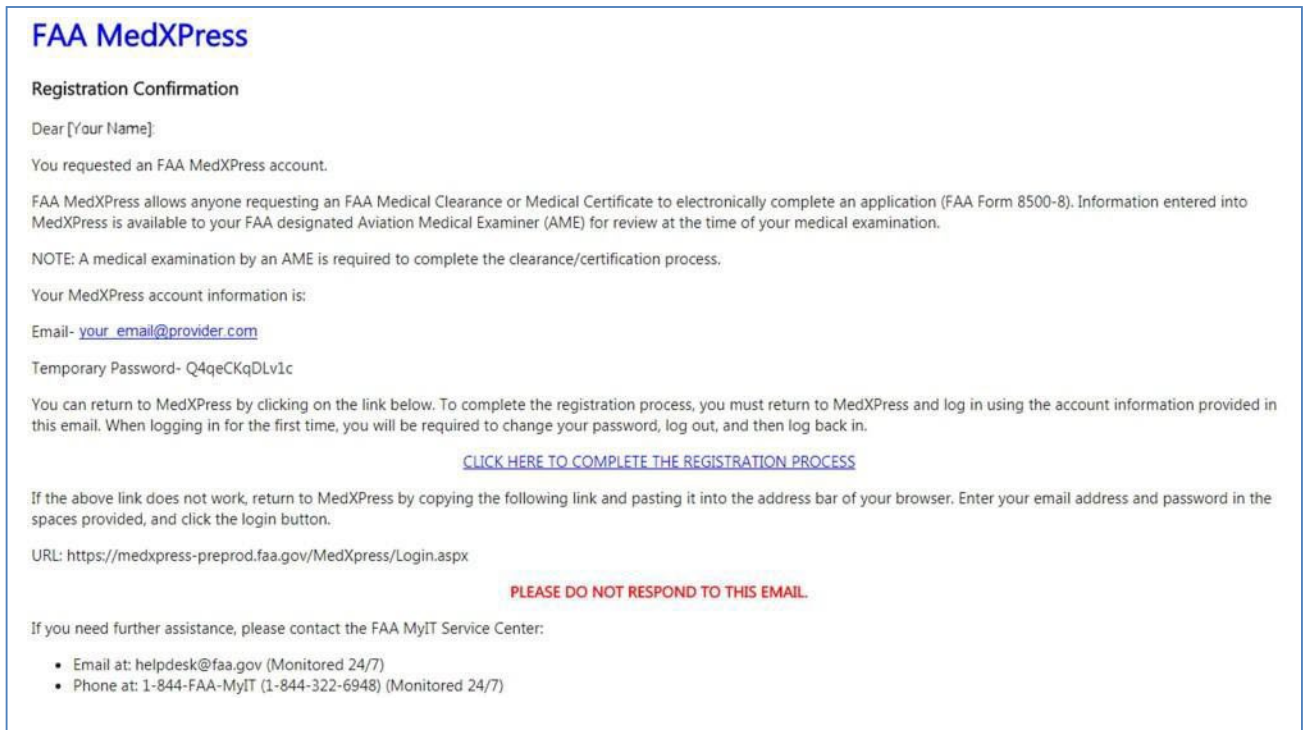 FAA MedXPress
Registration Confirmation
Dear [Your Name]:
You requested an FAA MedXPress account.
FAA MedXPress allows anyone requesting an FAA Medical Clearance or Medical Certificate to electronically complete an application (FAA Form 8500-8). Information entered into
MedXPress is available to your FAA designated Aviation Medical Examiner (AME) for review at the time of your medical examination.
NOTE: A medical examination by an AME is required to complete the clearance/certification process.
Your MedXPress account information is:
Email- your_email@provider.com
Temporary Password- Q4qeCKqDLv1c
You can return to MedXPress by clicking on the link below. To complete the registration process, you must return to MedXPress and log in using the account information provided in
this email. When logging in for the first time, you will be required to change your password, log out, and then log back in.
CLICK HERE TO COMPLETE THE REGISTRATION PROCESS
If the above link does not work, return to MedXPress by copying the following link and pasting it into the address bar of your browser. Enter your email address and password in the
spaces provided, and click the login button.
URL: https://medxpress-preprod.faa.gov/MedXpress/Login.aspx
PLEASE DO NOT RESPOND TO THIS EMAIL.
If you need further assistance, please contact the FAA MyIT Service Center:
• Email at: helpdesk@faa.gov (Monitored 24/7)
• Phone at: 1-844-FAA-MyIT (1-844-322-6948) (Monitored 24/7)